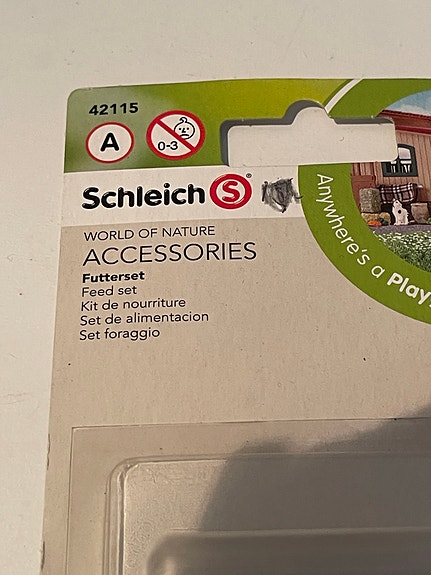 42115
A
0-3
Schleich S ®
WORLD OF NATURE
ACCESSORIES
Futterset
Feed set
Kit de nourriture
Set de alimentacion
Set foraggio
Anywhere's a Play